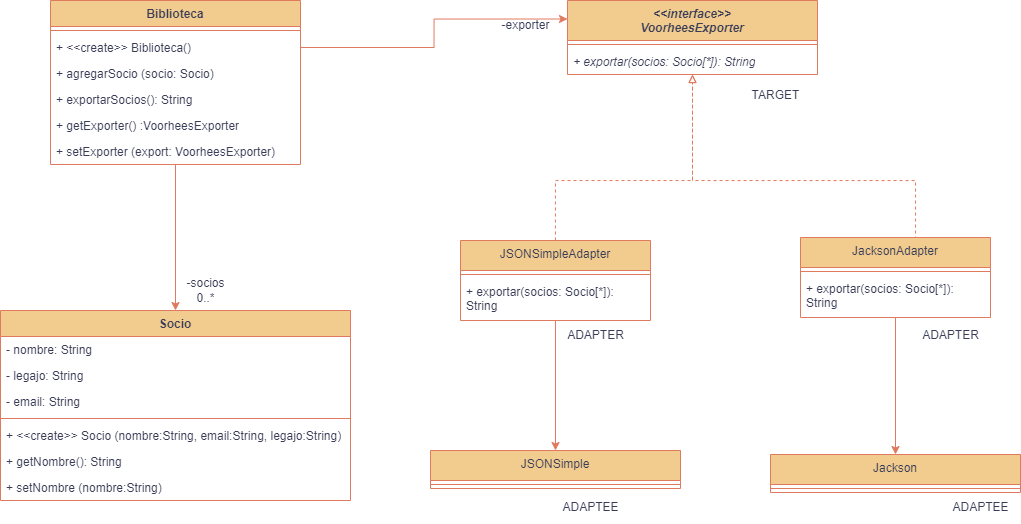 Biblioteca
+ <<create>> Biblioteca()
+ agregarSocio (socio: Socio)
+ exportarSocios(): String
+ getExporter() :VoorheesExporter
+ setExporter (export: VoorheesExporter)
-exporter
<<interface>>
VoorheesExporter
+ exportar(socios: Socio[*]): String
TARGET
-socios
0..*
Socio
- nombre: String
- legajo: String
- email: String
+ <<create>> Socio (nombre:String, email:String, legajo:String)
+ getNombre(): String
+ setNombre (nombre:String)
JSONSimpleAdapter
+ exportar(socios: Socio[*]):
String
ADAPTER
JacksonAdapter
+ exportar(socios: Socio[*]):
String
ADAPTER
JSONSimple
ADAPTEE
Jackson
ADAPTEE